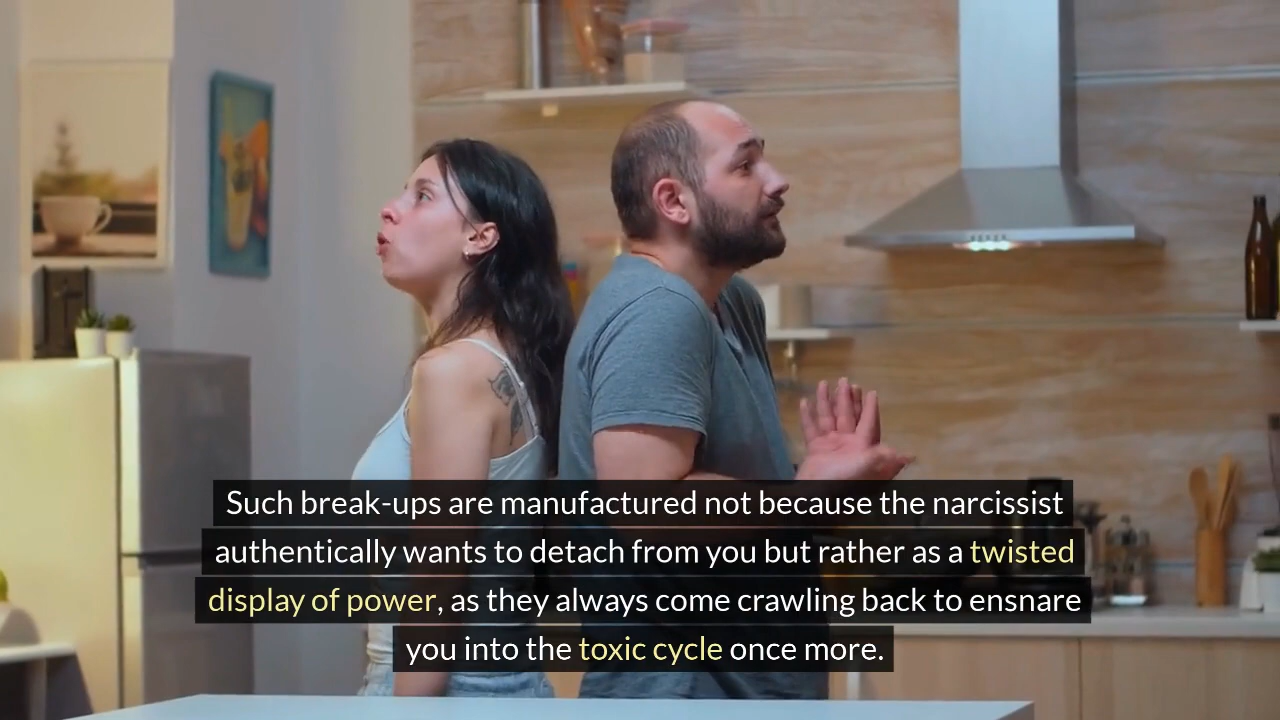 Such break-ups are manufactured not because the narcissist
authentically wants to detach from you but rather as a twisted
display of power, as they always come crawling back to ensnare
you into the toxic cycle once more.